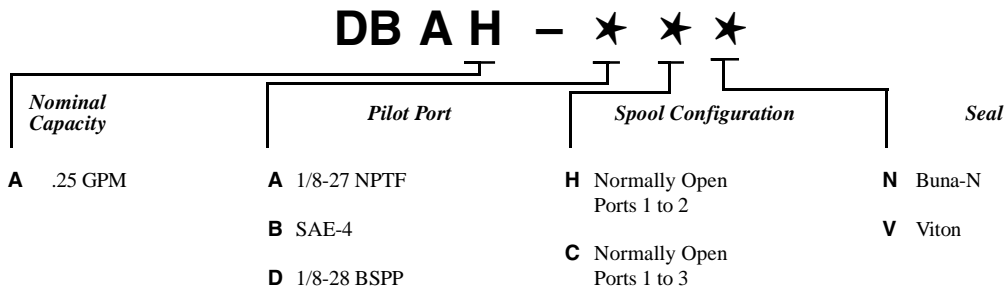 DB A H – ✭ ✭ ✭
Nominal
Capacity
A .25 GPM
Pilot Port
A 1/8-27 NPTF
B SAE-4
D 1/8-28 BSPP
Spool Configuration
H Normally Open
Ports 1 to 2
C Normally Open
Ports 1 to 3
Seal
N Buna-N
V Viton